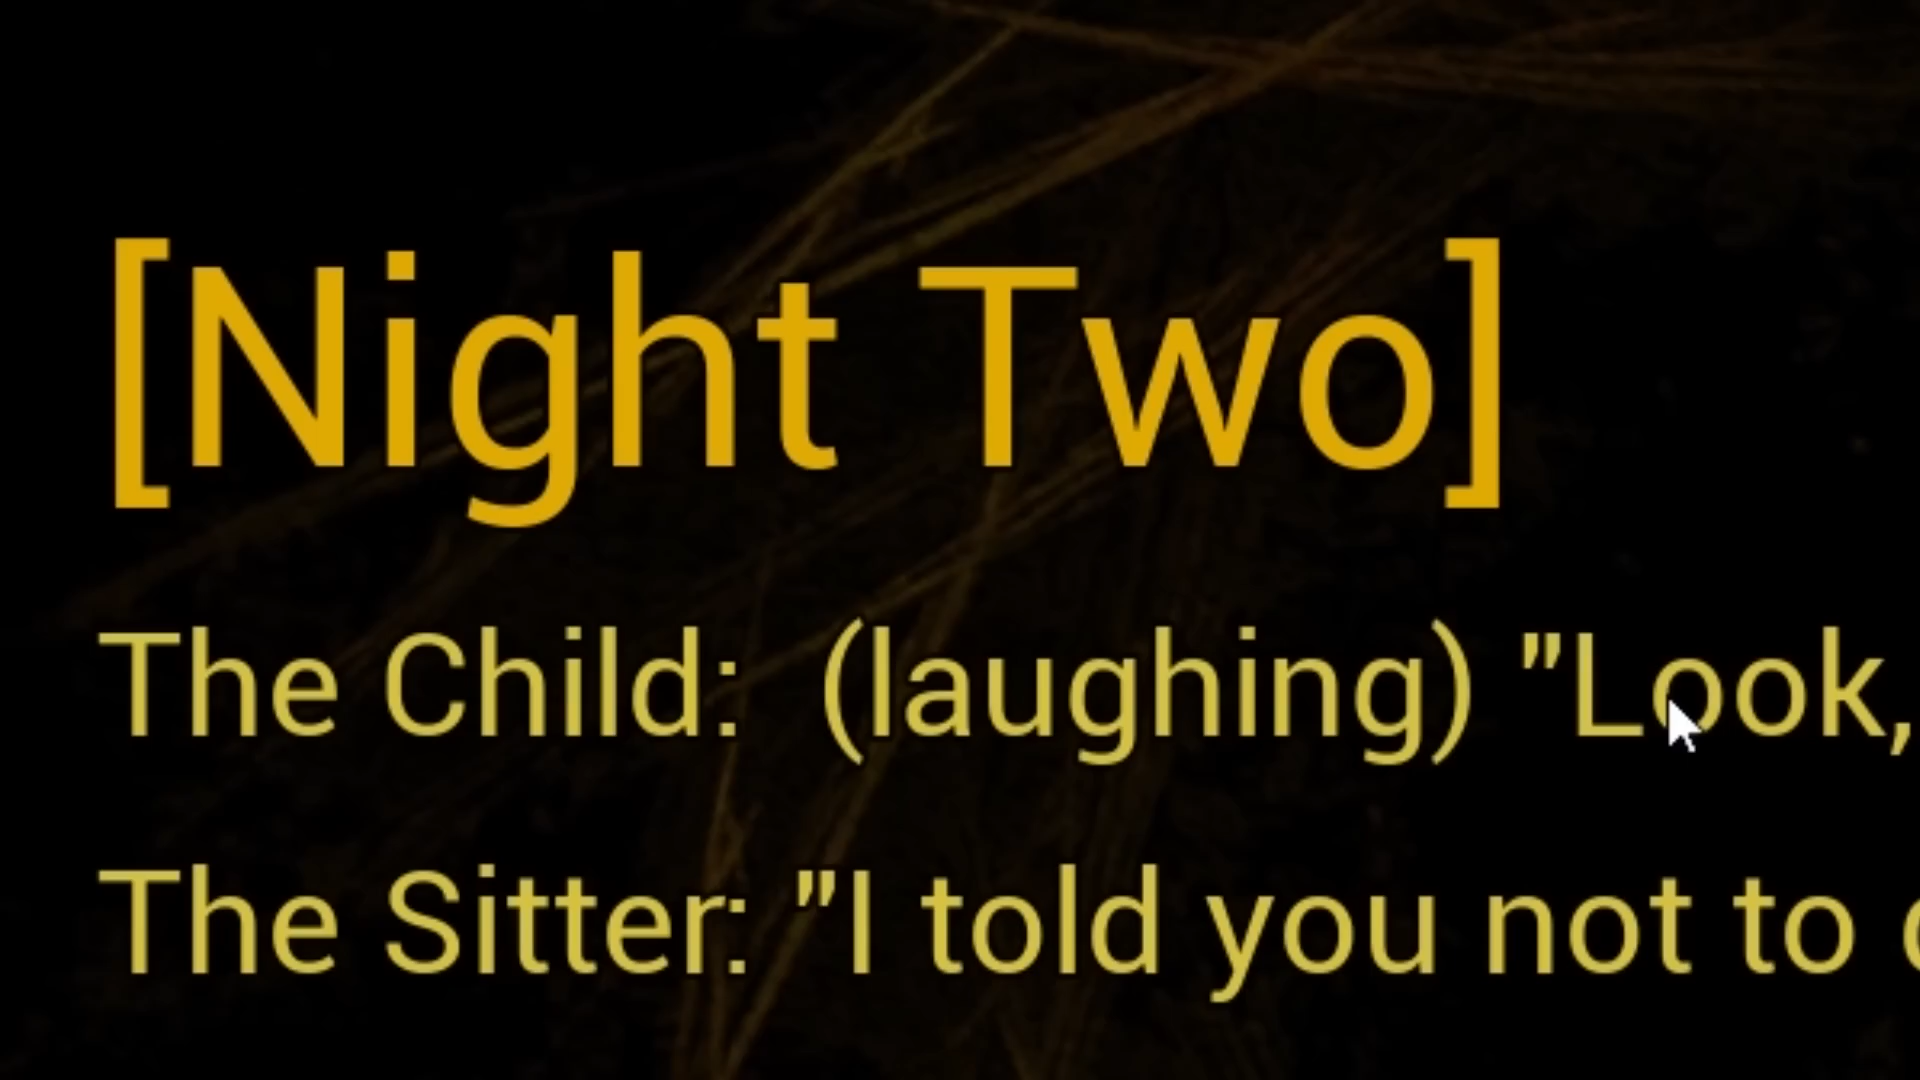 [Night Two]
The Child:  (laughing) "Look,
The Sitter: "I told you not to